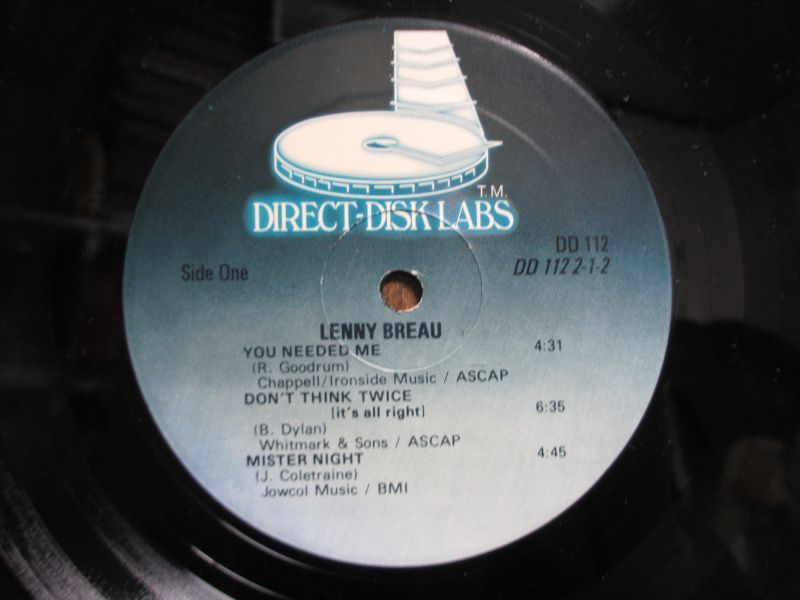 T.M.
DIRECT-DISK LABS
DD 112
Side One
DD 112 2-1-2
LENNY BREAU
YOU NEEDED ME 4:31
(R. Goodrum)
Chappell/Ironside Music / ASCAP
DON'T THINK TWICE
[it's all right] 6:35
(B. Dylan)
Whitmark & Sons / ASCAP
MISTER NIGHT 4:45
(J. Coletraine)
Jowcol Music / BMI